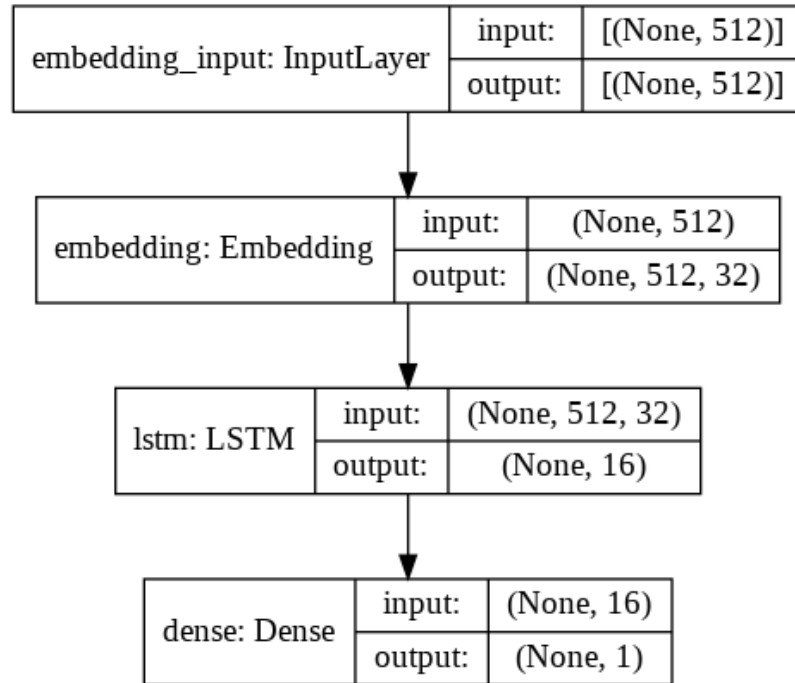 embedding_input: InputLayer
input:
[(None, 512)]
output:
[(None, 512)]
embedding: Embedding
input:
(None, 512)
output:
(None, 512, 32)
lstm: LSTM
input:
(None, 512, 32)
output:
(None, 16)
dense: Dense
input:
(None, 16)
output:
(None, 1)